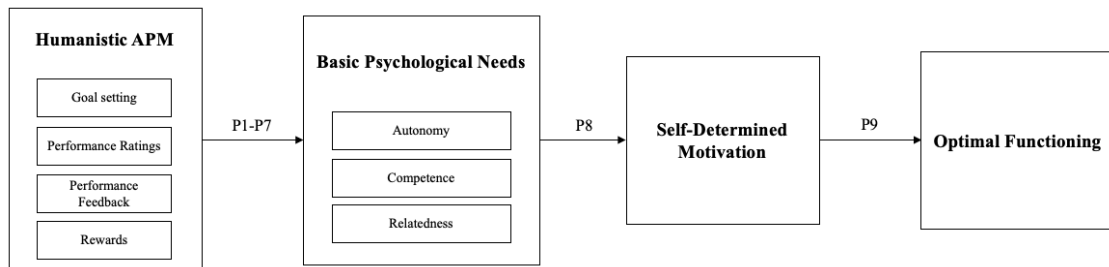 Humanistic APM
Goal setting
Performance Ratings
Performance
Feedback
Rewards
P1-P7
Basic Psychological Needs
Autonomy
Competence
Relatedness
P8
Self-Determined
Motivation
P9
Optimal Functioning